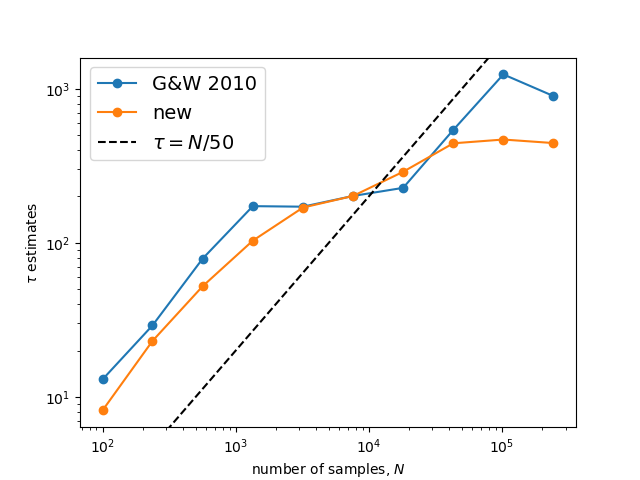 G&W 2010
new
τ = N/50
τ estimates
10³
10²
10¹
10² 10³ 10⁴ 10⁵
number of samples, N